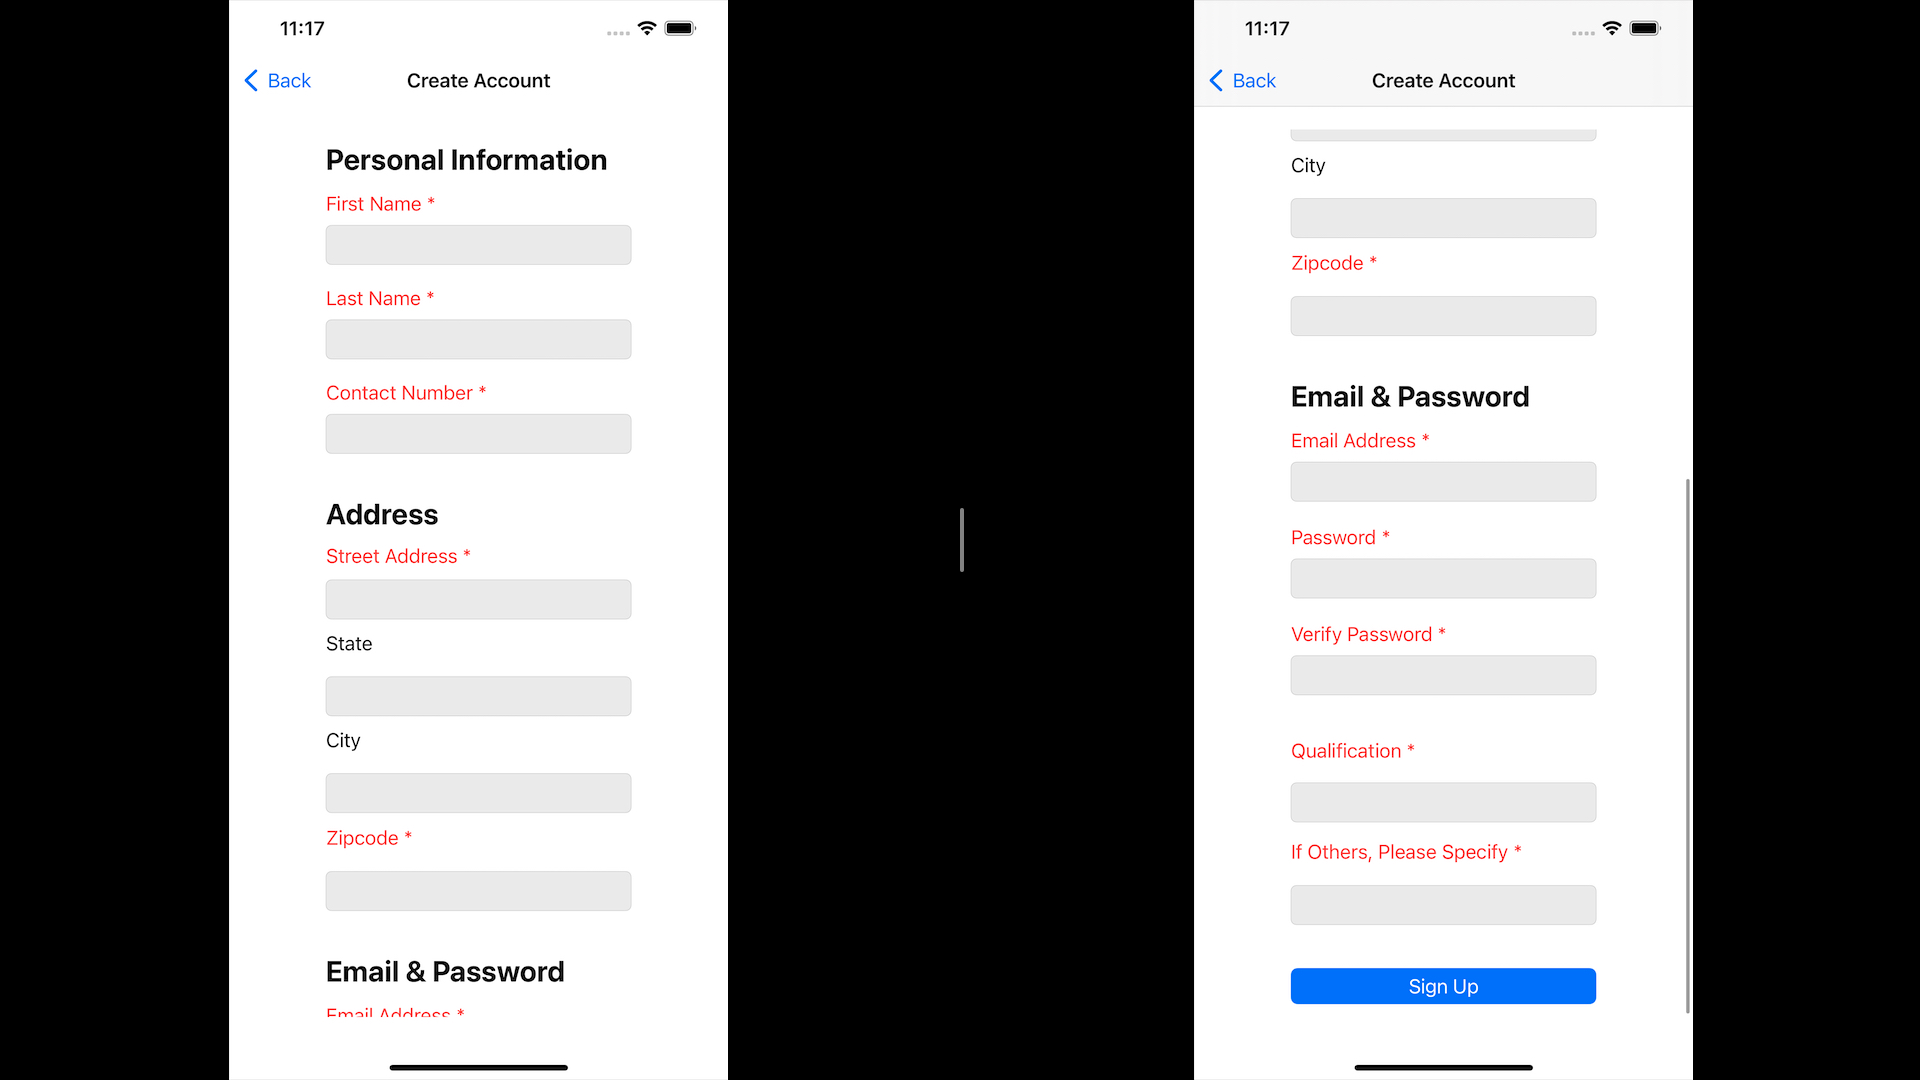 11:17
Back
Create Account
Personal Information
First Name *
Last Name *
Contact Number *
Address
Street Address *
State
City
Zipcode *
Email & Password
Email Address *
11:17
Back
Create Account
City
Zipcode *
Email & Password
Email Address *
Password *
Verify Password *
Qualification *
If Others, Please Specify *
Sign Up